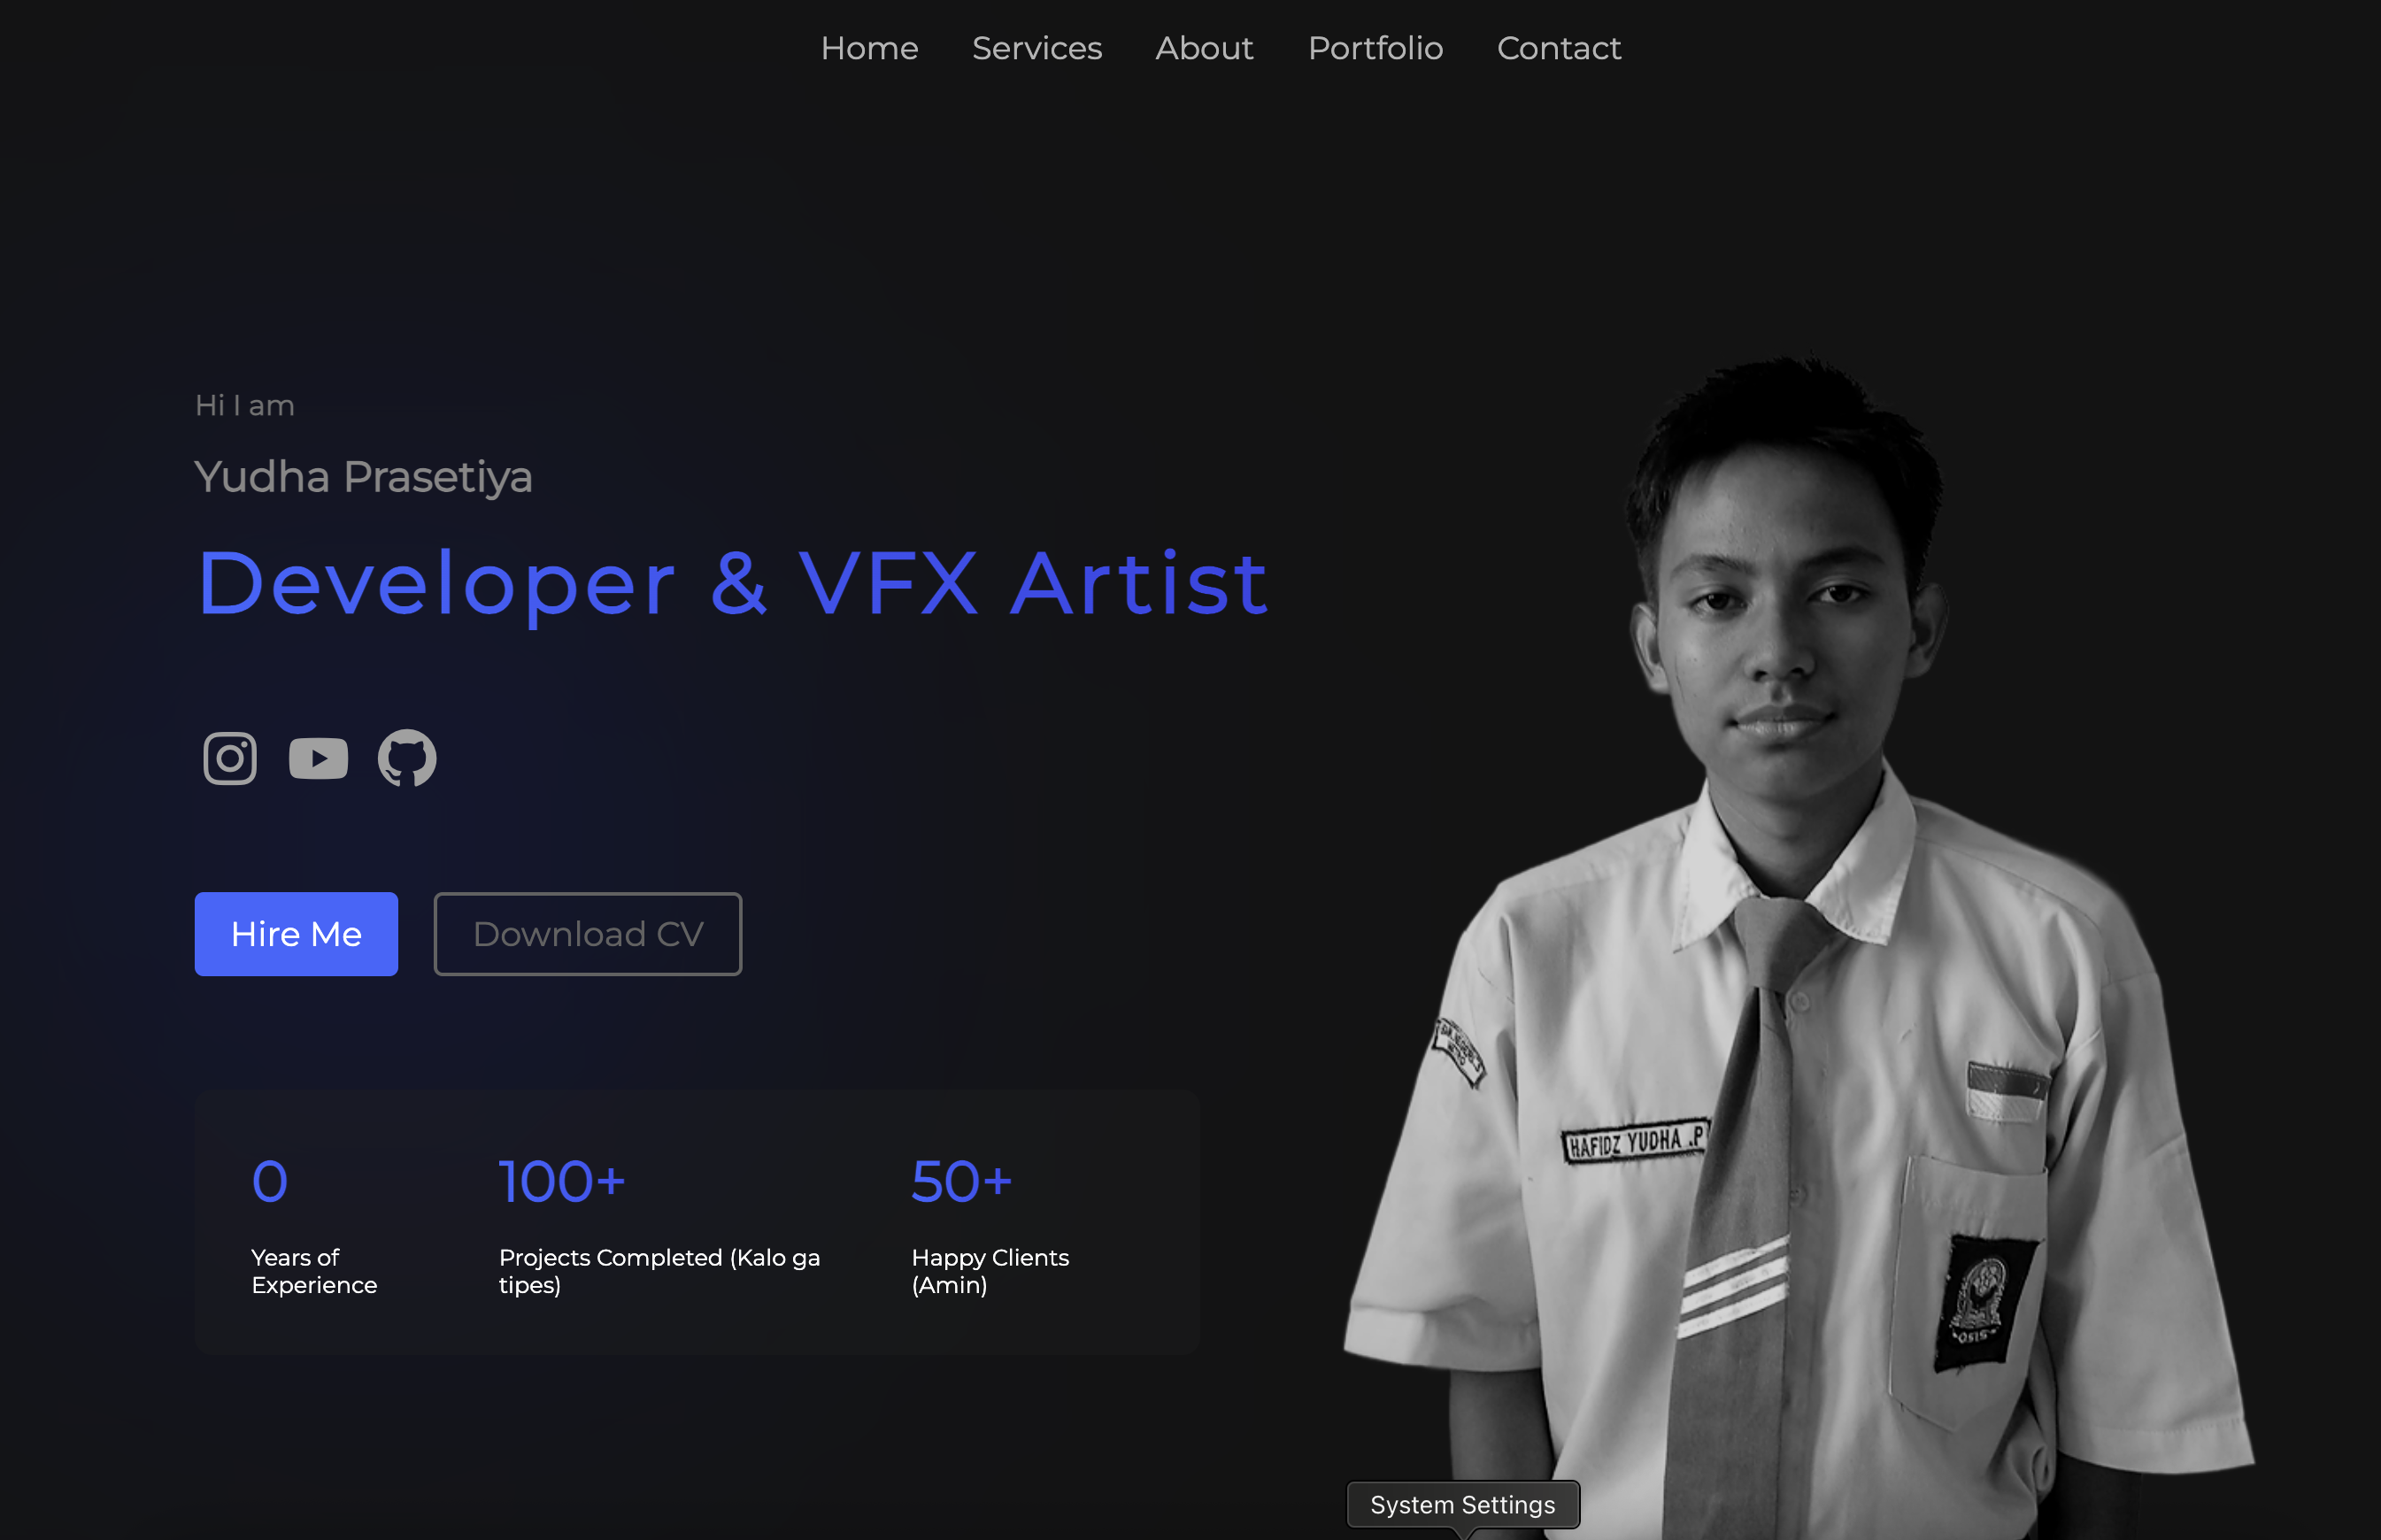 Home Services About Portfolio Contact
Hi I am
Yudha Prasetiya
Developer & VFX Artist
Hire Me
Download CV
0
Years of
Experience
100+
Projects Completed (Kalo ga
tipes)
50+
Happy Clients
(Amin)
HAFIDZ YUDHA .P
OSIS
System Settings